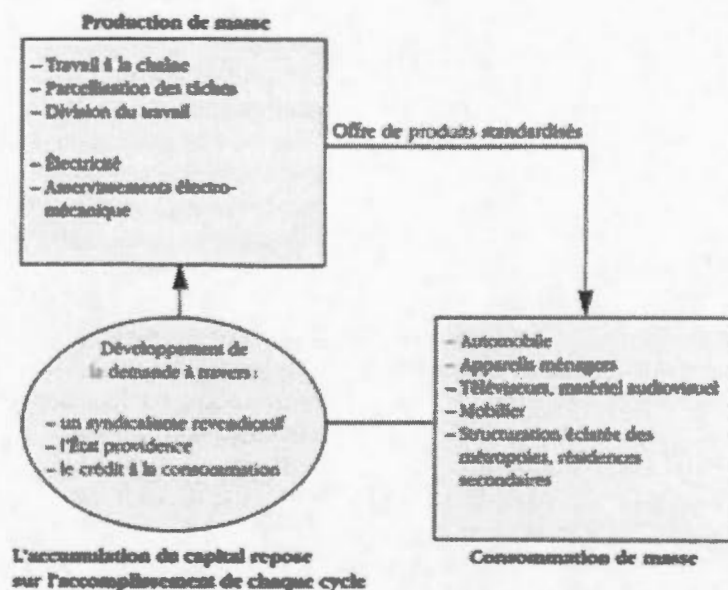 Production de masse
– Travail à la chaîne
– Parcellisation des tâches
– Division du travail
– Électricité
– Asservissements électro-
mécanique
Offre de produits standardisés
Développement de
la demande à travers :
– un syndicalisme revendicatif
– l'État providence
– le crédit à la consommation
– Automobile
– Appareils ménagers
– Téléviseurs, matériel audiovisuel
– Mobilier
– Structuration éclatée des
métropoles, résidences
secondaires
L'accumulation du capital repose
sur l'accomplissement de chaque cycle
Consommation de masse